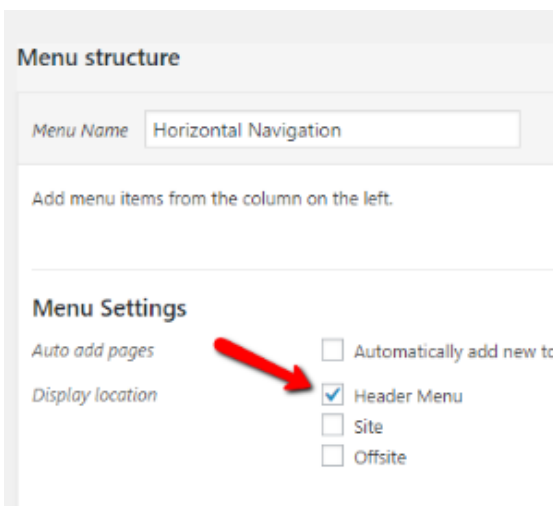 Menu structure
Menu Name Horizontal Navigation
Add menu items from the column on the left.
Menu Settings
Auto add pages Automatically add new to
Display location Header Menu
Site
Offsite